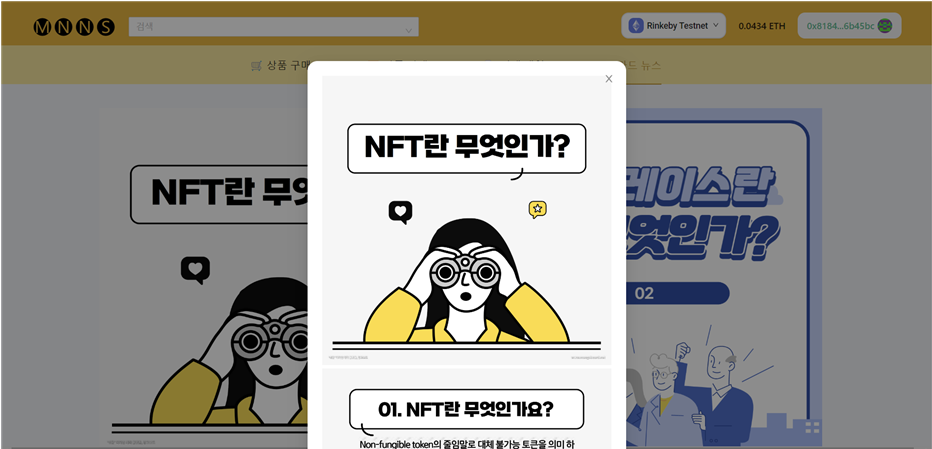 MNNS
검색
Rinkeby Testnet
0.0434 ETH
0x8184...6b45bc
상품 구매
드 뉴스
NFT란 무엇인가?
NFT란 무엇
레이스란
엇인가?
02
01. NFT란 무엇인가요?
Non-fungible token의 줄임말로 대체 불가능 토큰을 의미 하